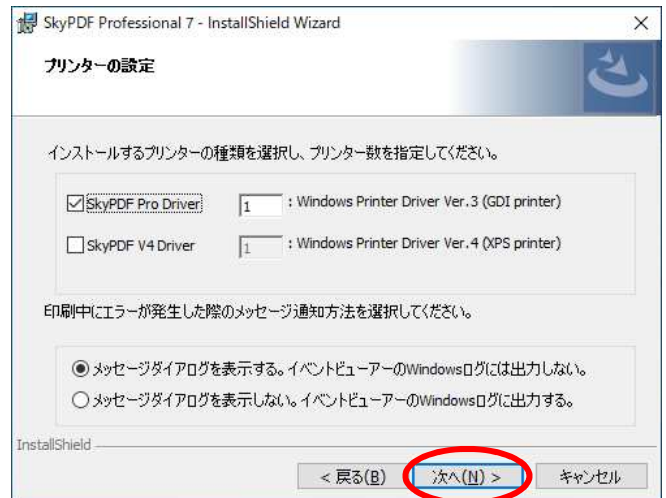 SkyPDF Professional 7 - InstallShield Wizard
プリンターの設定
インストールするプリンターの種類を選択し、プリンター数を指定してください。
SkyPDF Pro Driver 1 : Windows Printer Driver Ver.3 (GDI printer)
SkyPDF V4 Driver 1 : Windows Printer Driver Ver.4 (XPS printer)
印刷中にエラーが発生した際のメッセージ通知方法を選択してください。
メッセージダイアログを表示する。イベントビューアーのWindowsログには出力しない。
メッセージダイアログを表示しない。イベントビューアーのWindowsログに出力する。
InstallShield
< 戻る(B) 次へ(N) > キャンセル